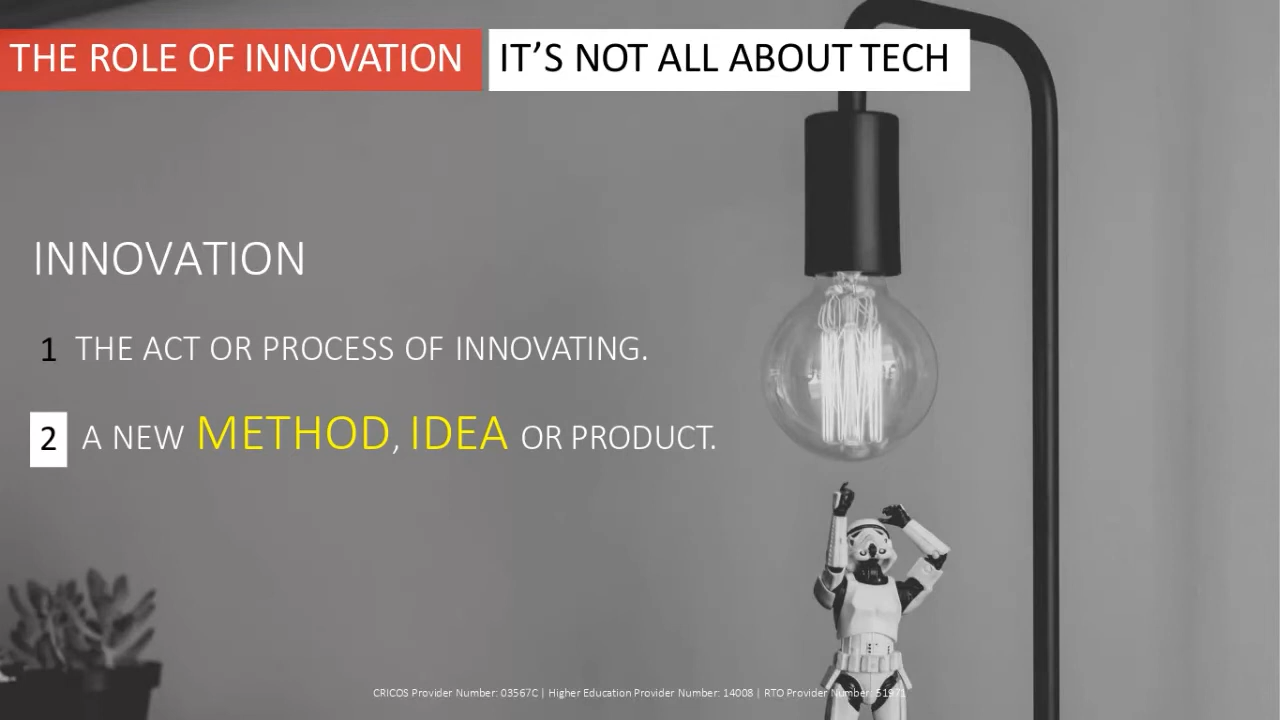 THE ROLE OF INNOVATION IT’S NOT ALL ABOUT TECH
INNOVATION
1 THE ACT OR PROCESS OF INNOVATING.
2 A NEW METHOD, IDEA OR PRODUCT.
CRICOS Provider Number: 03567C | Higher Education Provider Number: 14008 | RTO Provider Number: 51971